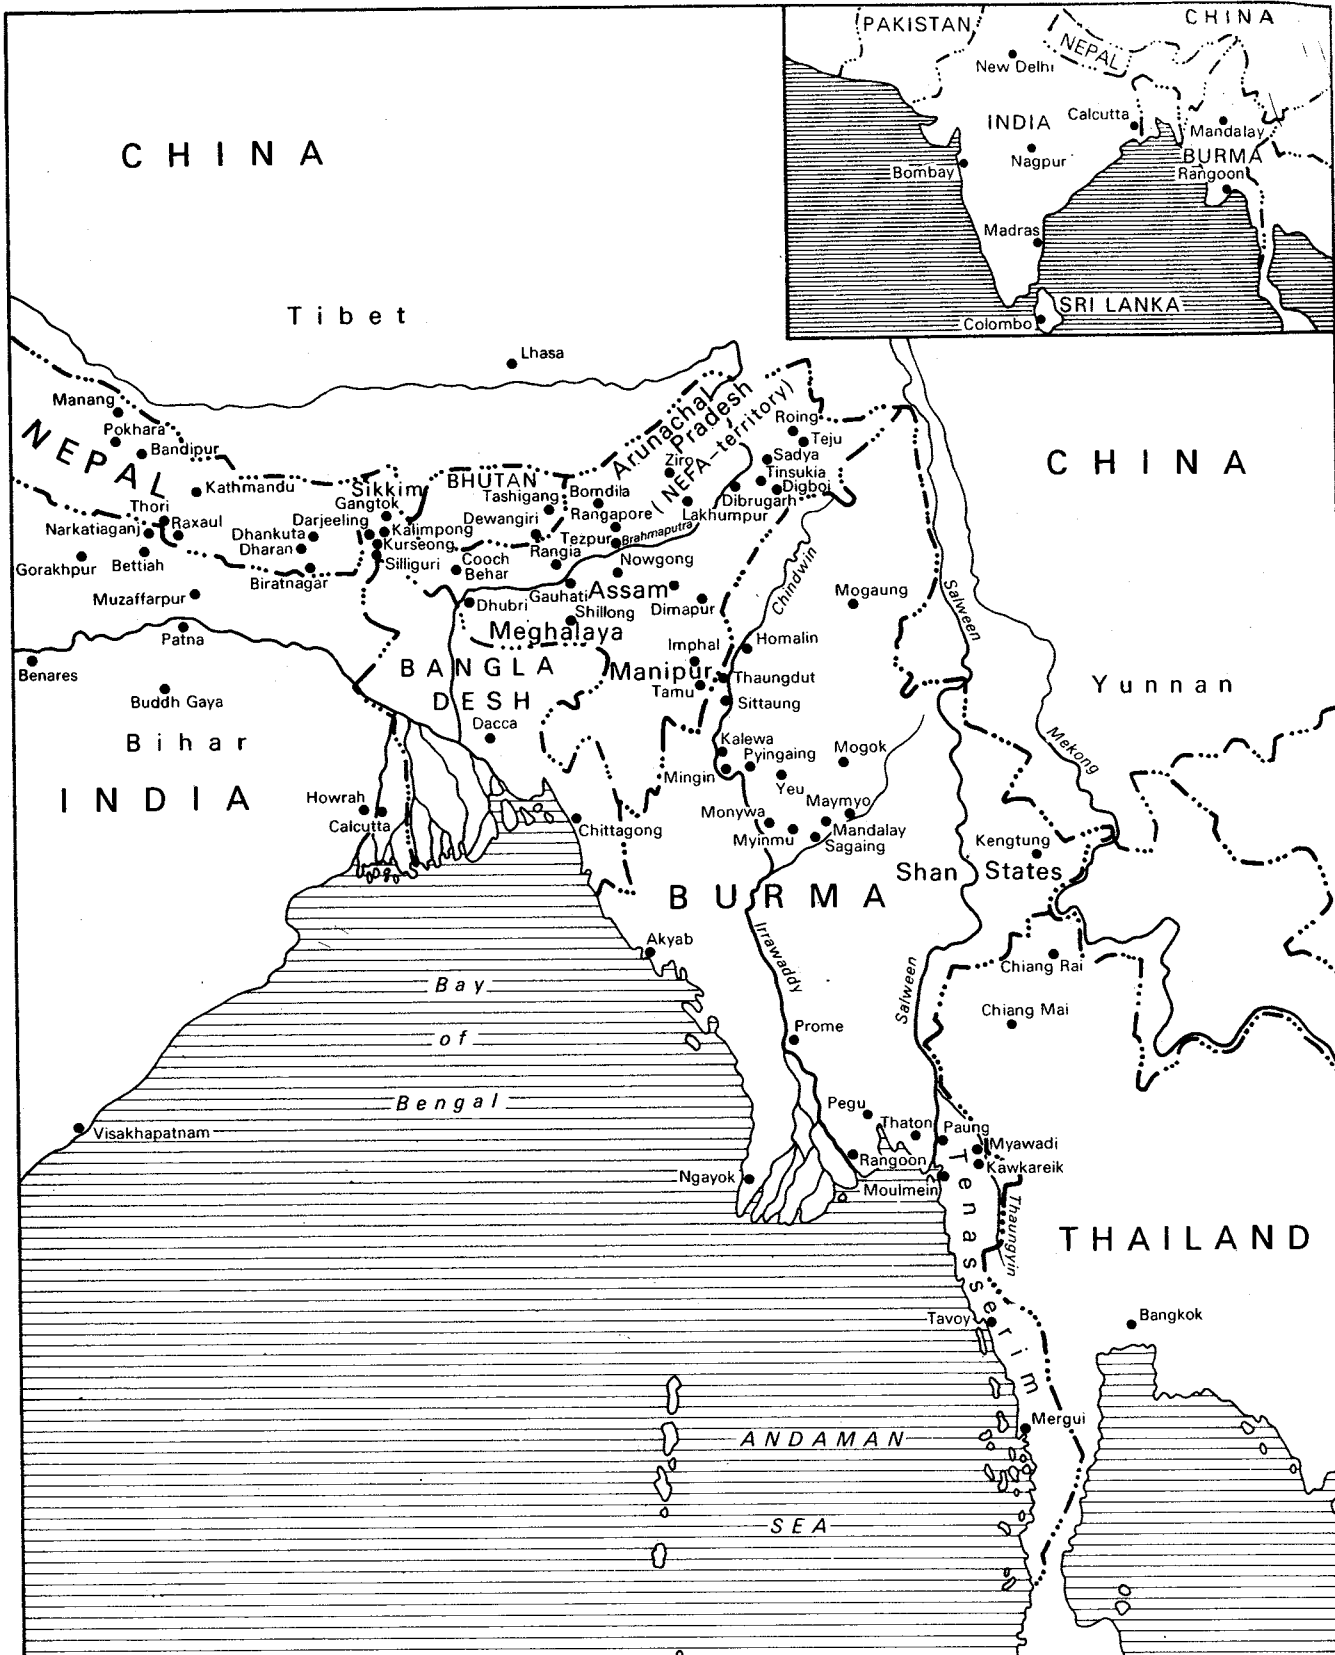 PAKISTAN
CHINA
NEPAL
New Delhi
INDIA
Calcutta
Mandalay
Nagpur
BURMA
Bombay
Rangoon
Madras
SRI LANKA
Colombo
CHINA
Tibet
Lhasa
Manang
Pokhara
Bandipur
NEPAL
Kathmandu
Thori
Narkatiaganj
Raxaul
Gorakhpur
Bettiah
Dhankuta
Dharan
Biratnagar
Muzaffarpur
Patna
Benares
Buddh Gaya
Bihar
INDIA
Sikkim
Gangtok
Darjeeling
Kalimpong
Kurseong
Silliguri
BHUTAN
Tashigang
Dewangiri
Cooch
Behar
Rangia
Arunachal
Pradesh
(NEFA-territory)
Ziro
Bomdila
Rangapore
Tezpur
Brahmaputra
Lakhumpur
Dibrugarh
Roing
Teju
Sadya
Tinsukia
Digboi
Nowgong
Gauhati
Assam
Dhubri
Shillong
Dimapur
Meghalaya
BANGLA
DESH
Dacca
Imphal
Manipur
Tamu
Chindwin
Homalin
Thaungdut
Sittaung
Mogaung
Salween
CHINA
Yunnan
Mekong
Kalewa
Pyingaing
Mingin
Yeu
Mogok
Monywa
Maymyo
Myinmu
Mandalay
Sagaing
Howrah
Calcutta
Chittagong
Kengtung
Shan States
BURMA
Irrawaddy
Akyab
Salween
Chiang Rai
Chiang Mai
Bay
of
Bengal
Prome
Visakhapatnam
Pegu
Thaton
Paung
Myawadi
Rangoon
Kawkareik
Ngayok
Moulmein
Tenasserim
Thaungyin
THAILAND
Tavoy
Bangkok
Mergui
ANDAMAN
SEA